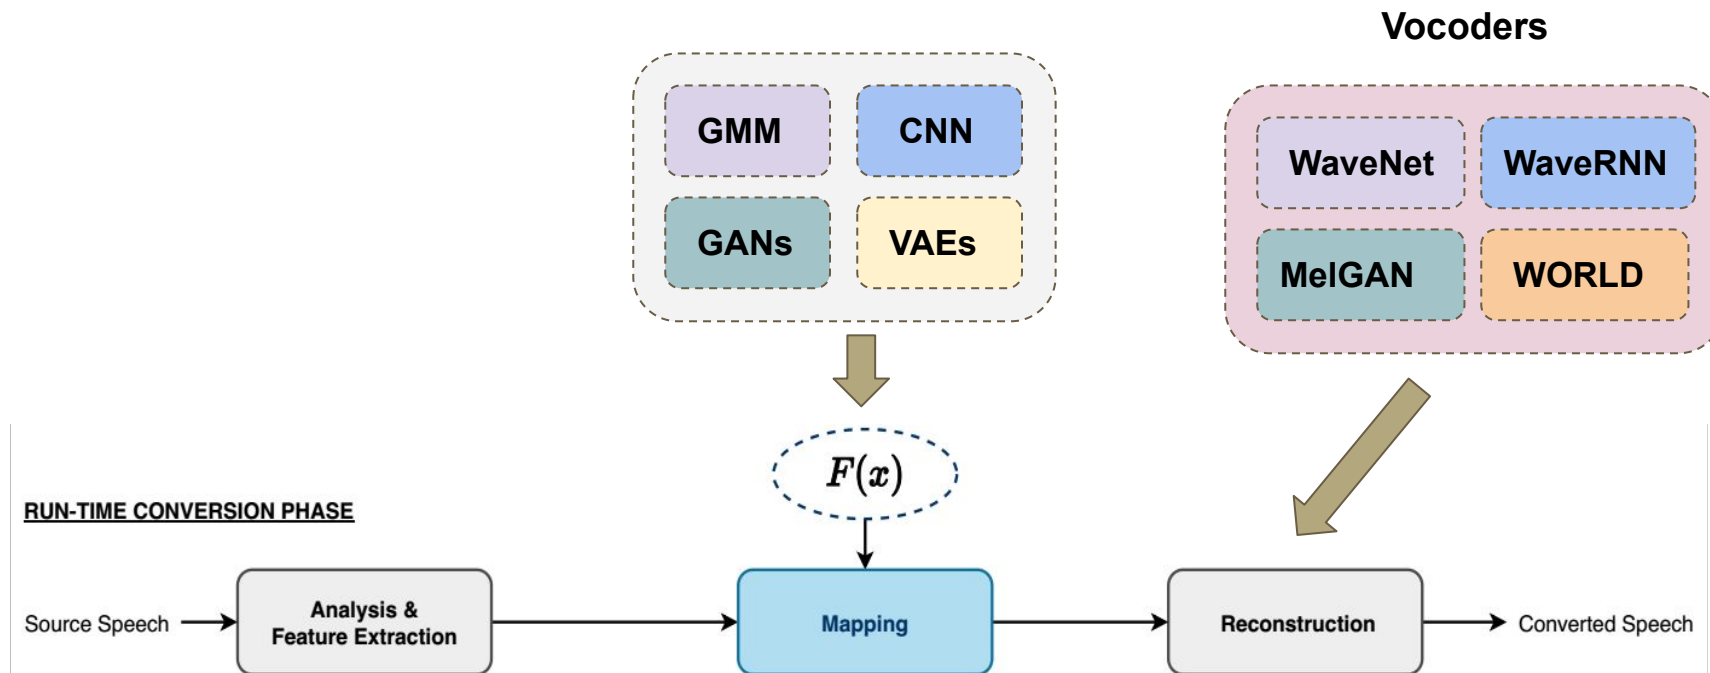 Vocoders
GMM
CNN
GANs
VAEs
WaveNet
WaveRNN
MelGAN
WORLD
F(x)
RUN-TIME CONVERSION PHASE
Source Speech
Analysis &
Feature Extraction
Mapping
Reconstruction
Converted Speech